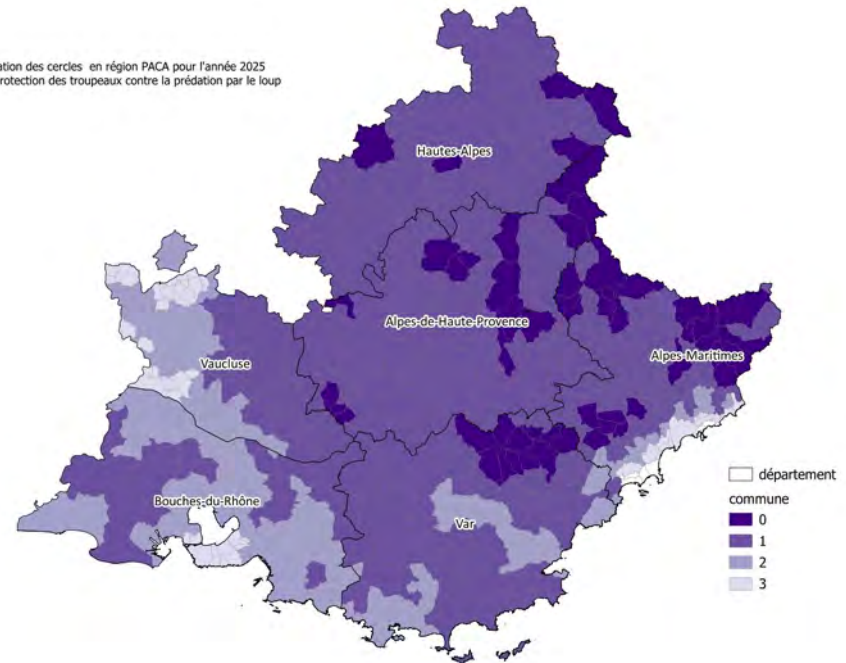 ation des cercles en région PACA pour l'année 2025
rotection des troupeaux contre la prédation par le loup
Hautes-Alpes
Alpes-de-Haute-Provence
Vaucluse
Alpes-Maritimes
Bouches-du-Rhône
Var
département
commune
0
1
2
3